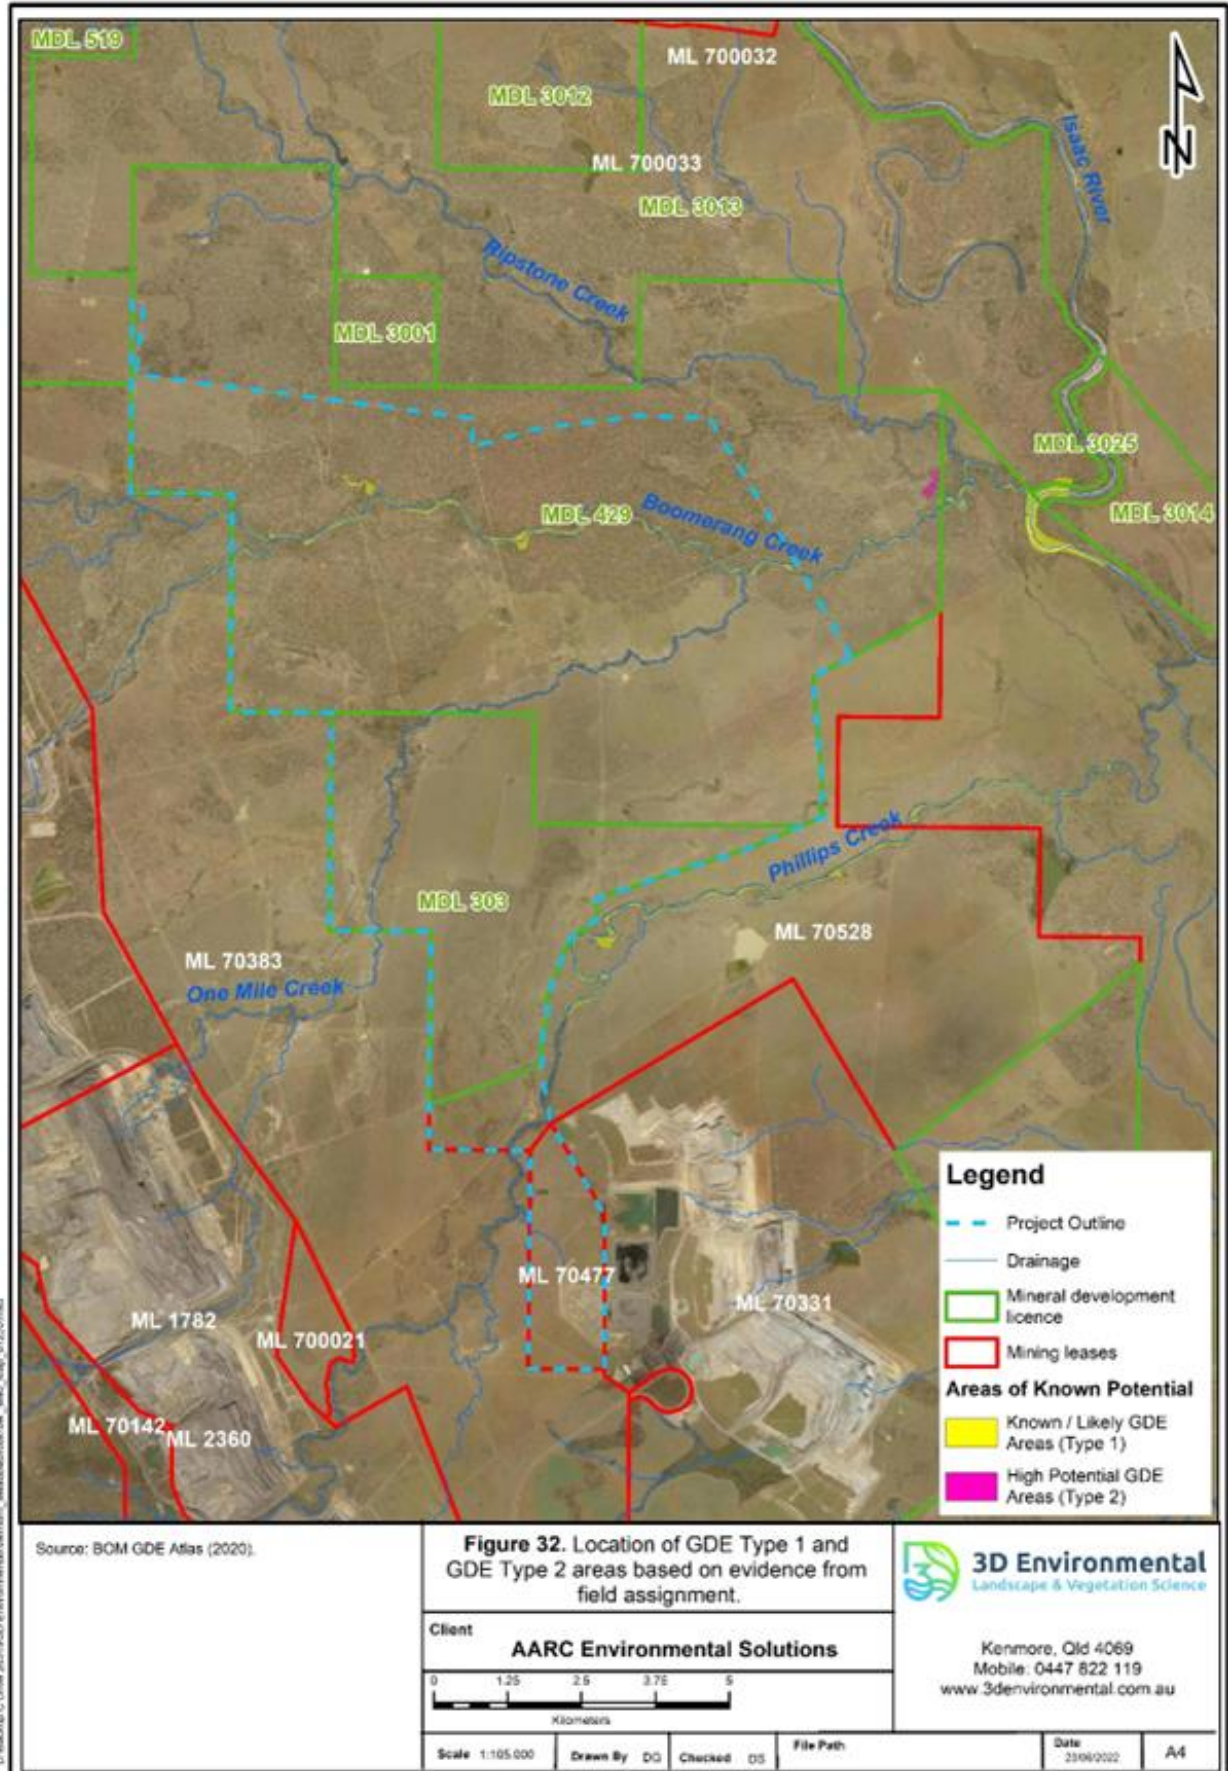 MDL 519
ML 700032
MDL 3012
ML 700033
MDL 3013
N
Isaac River
Ripstone Creek
MDL 3001
MDL 3025
MDL 429
Boomerang Creek
MDL 3014
Phillips Creek
MDL 303
ML 70528
ML 70383
One Mile Creek
ML 70477
ML 70331
ML 1782
ML 700021
ML 70142
ML 2360
Legend
Project Outline
Drainage
Mineral development
licence
Mining leases
Areas of Known Potential
Known / Likely GDE
Areas (Type 1)
High Potential GDE
Areas (Type 2)
Source: BOM GDE Atlas (2020).
Figure 32. Location of GDE Type 1 and
GDE Type 2 areas based on evidence from
field assignment.
Client
AARC Environmental Solutions
0 1.25 2.5 3.75 5
Kilometers
Scale 1:105,000
Drawn By DG
Checked DS
File Path
Date
23/06/2022
A4
3D Environmental
Landscape & Vegetation Science
Kenmore, Qld 4069
Mobile: 0447 822 119
www.3denvironmental.com.au